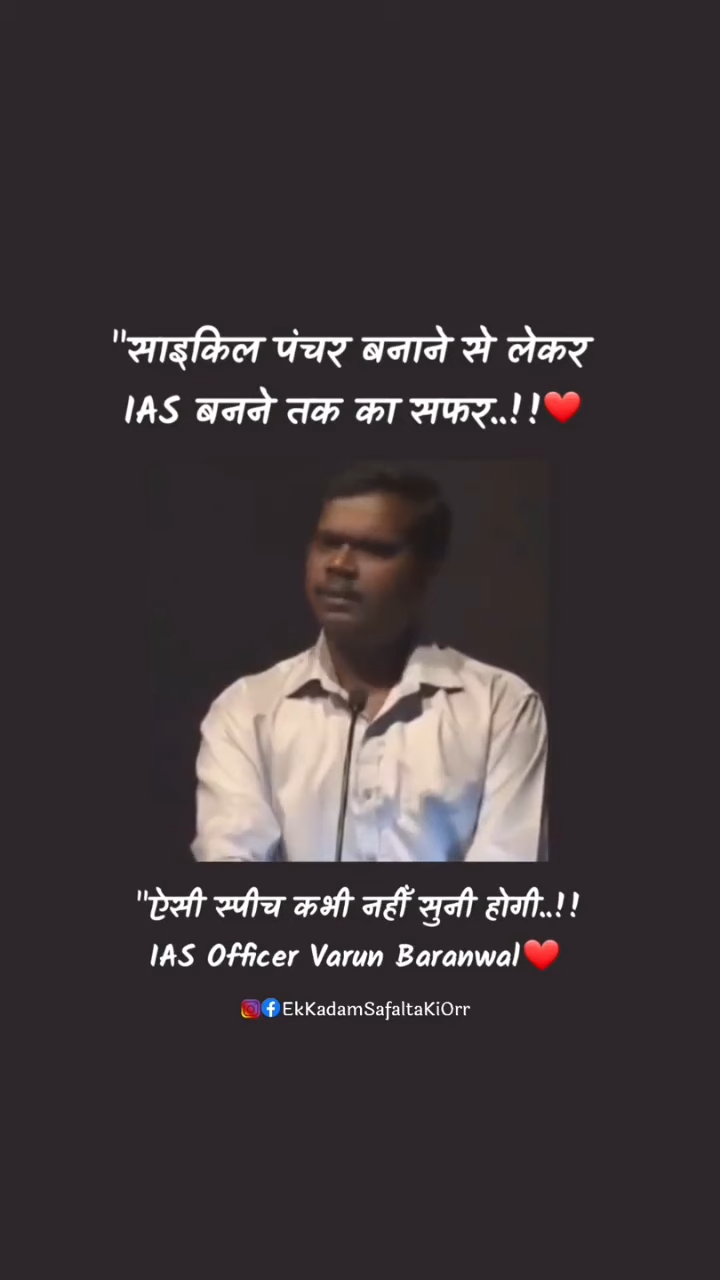 "साइकिल पंचर बनाने से लेकर
IAS बनने तक का सफर..!!❤️
"ऐसी स्पीच कभी नहीं सुनी होगी..!!
IAS Officer Varun Baranwal❤️
EkKadamSafaltaKiOrr